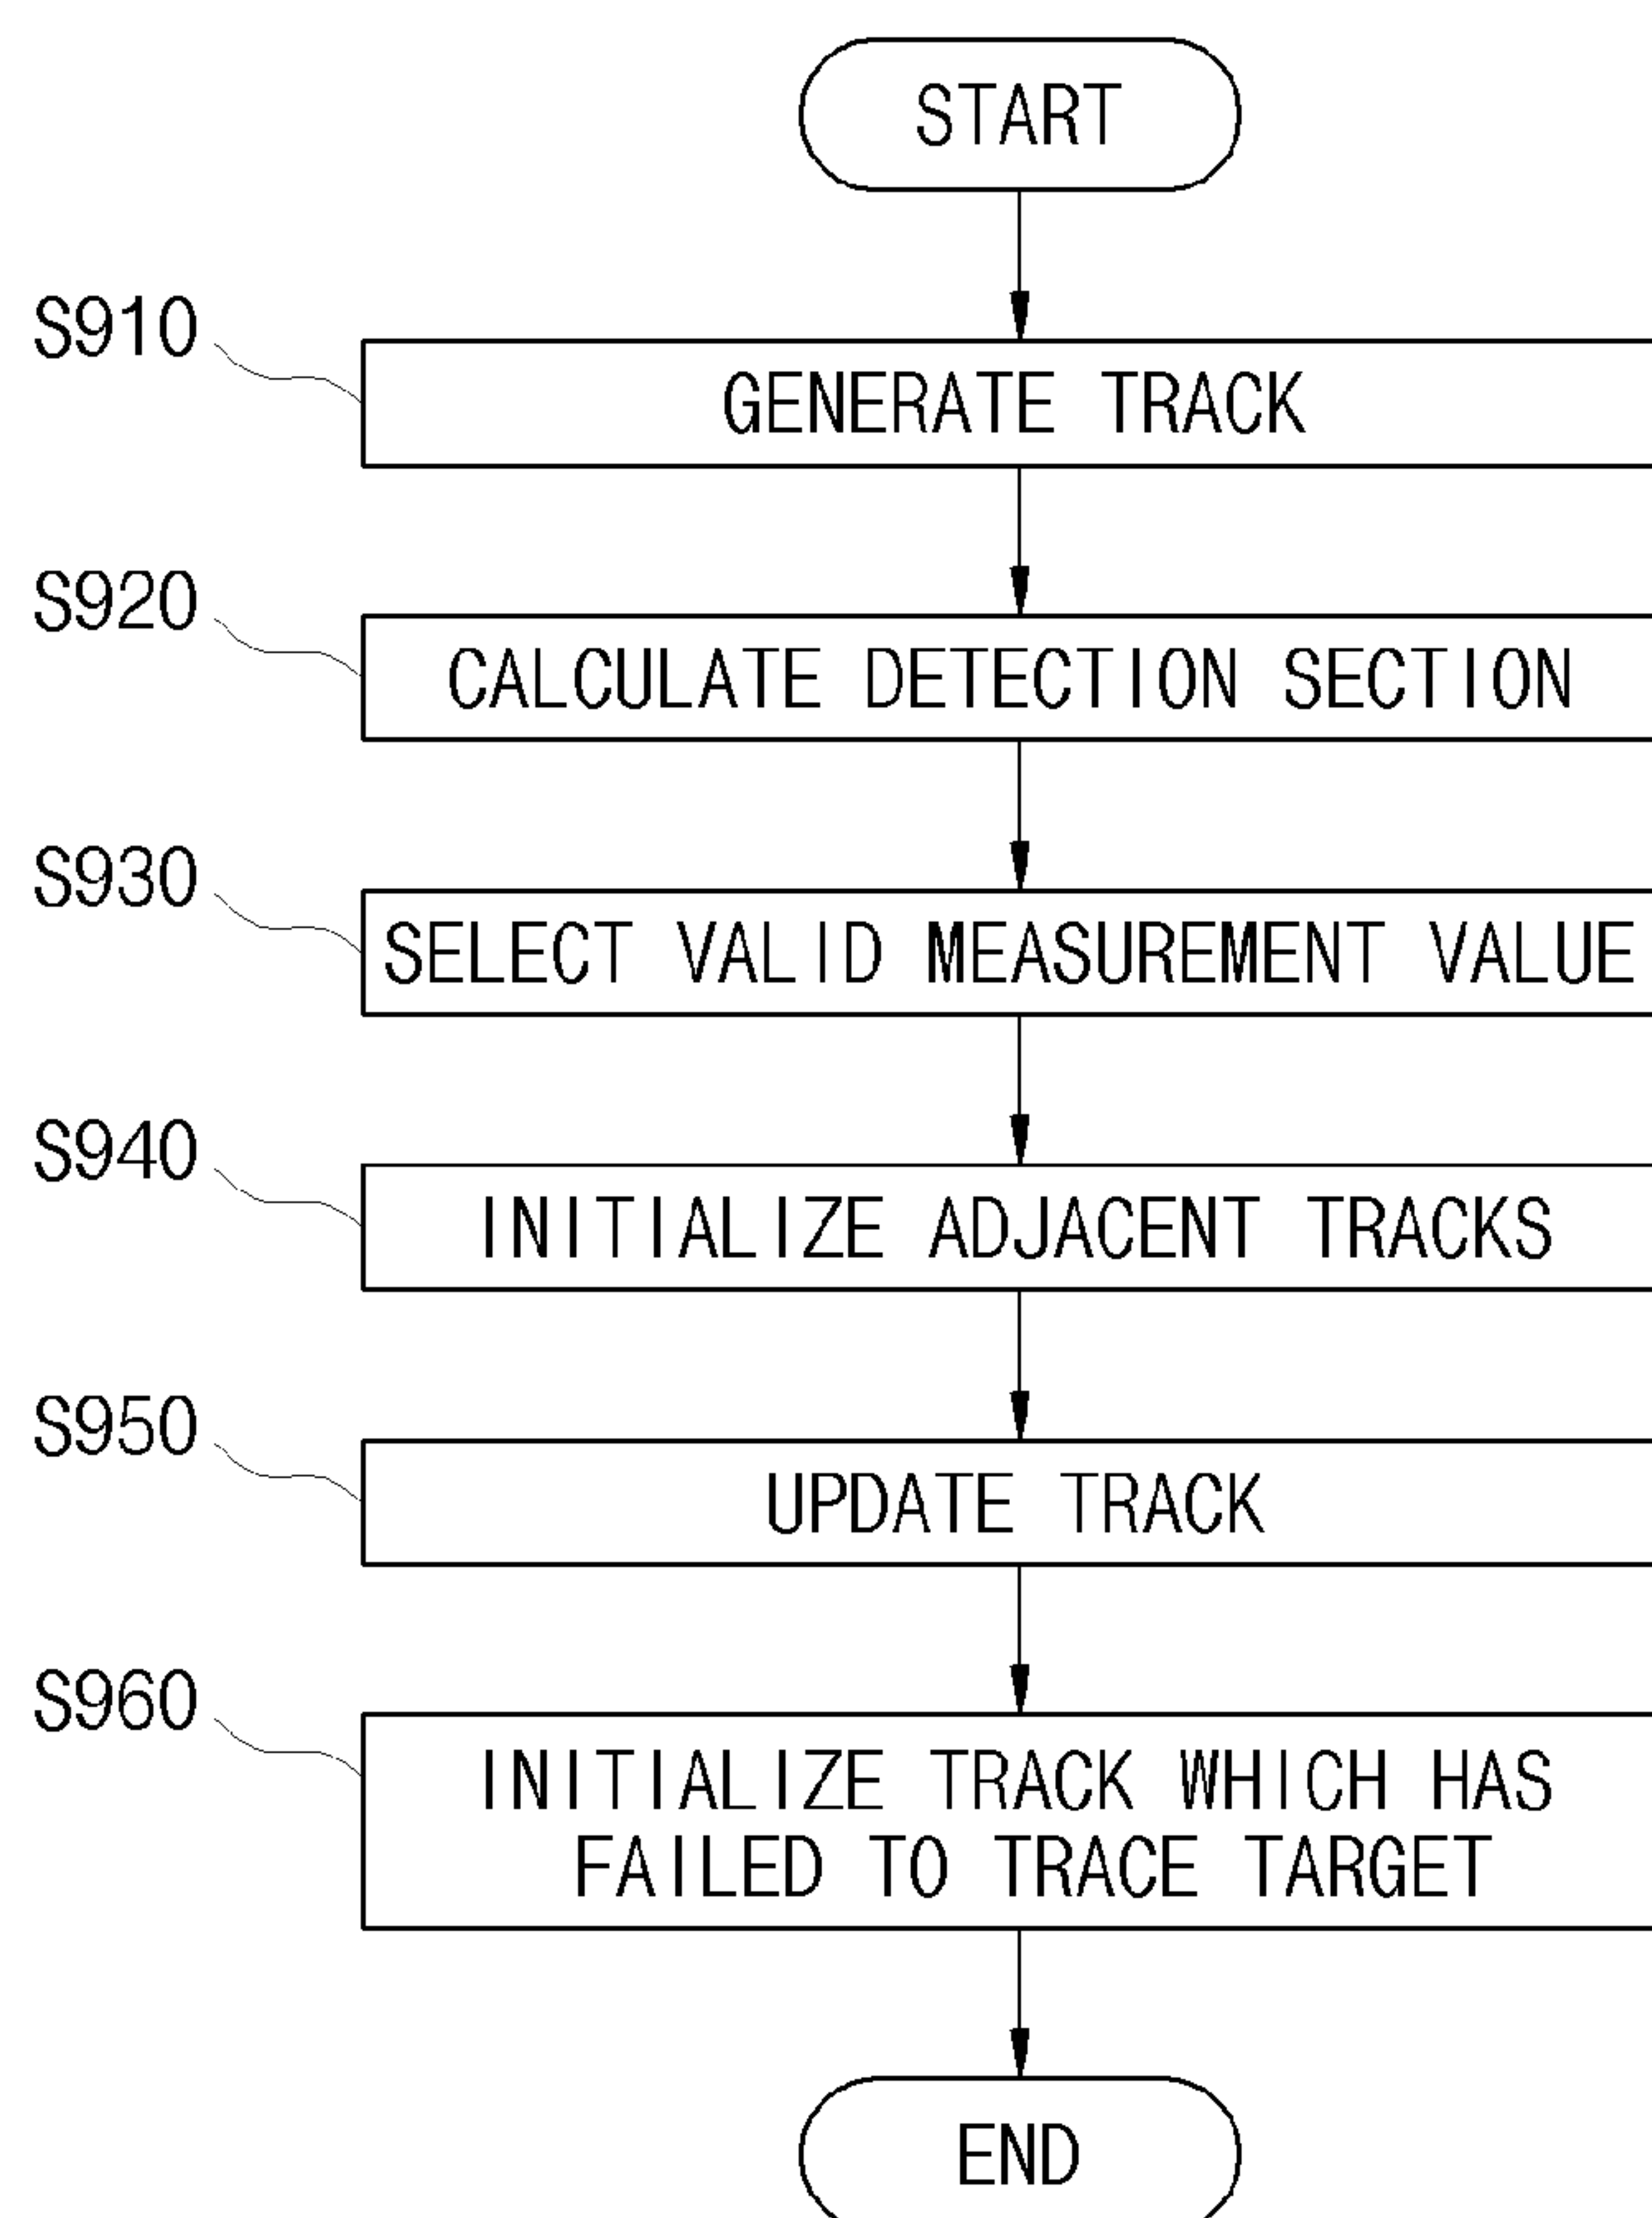 START
S910
GENERATE TRACK
S920
CALCULATE DETECTION SECTION
S930
SELECT VALID MEASUREMENT VALUE
S940
INITIALIZE ADJACENT TRACKS
S950
UPDATE TRACK
S960
INITIALIZE TRACK WHICH HAS
FAILED TO TRACE TARGET
END